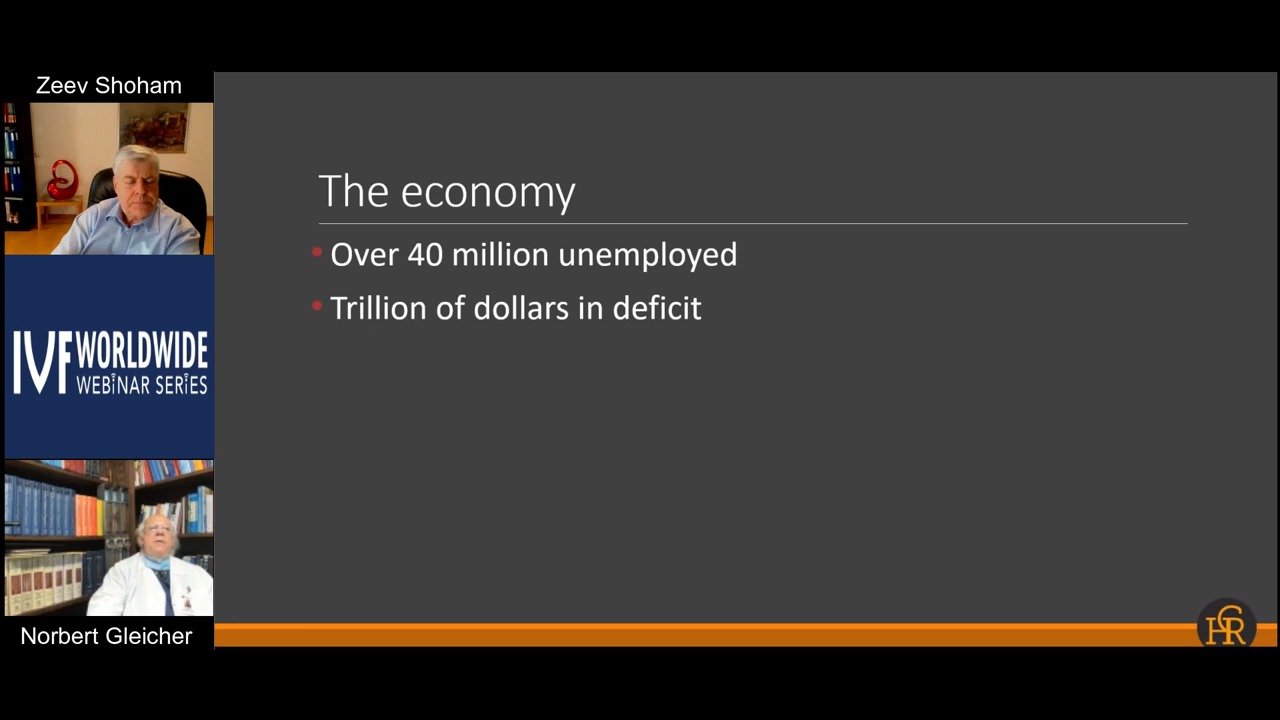 Zeev Shoham
The economy
• Over 40 million unemployed
• Trillion of dollars in deficit
IVF WORLDWIDE
WEBINAR SERIES
Norbert Gleicher
CHR